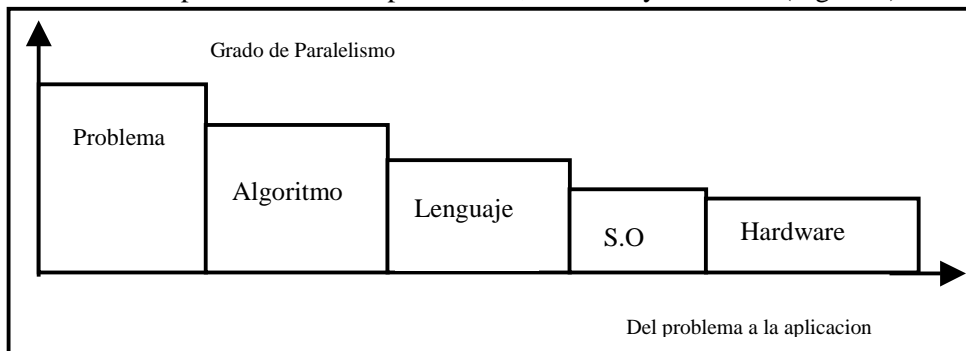 Grado de Paralelismo
Problema
Algoritmo
Lenguaje
S.O
Hardware
Del problema a la aplicacion